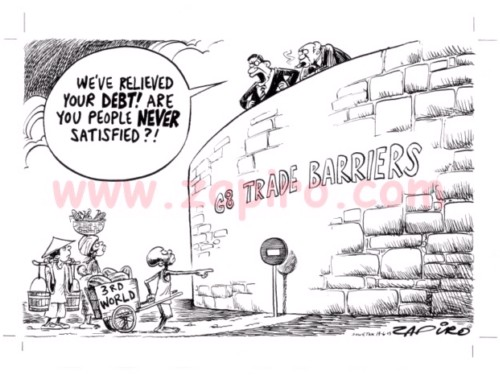 WE'VE RELIEVED
YOUR DEBT! ARE
YOU PEOPLE NEVER
SATISFIED?!
G8 TRADE BARRIERS
www.zapiro.com
3RD
WORLD
ZAPIRO